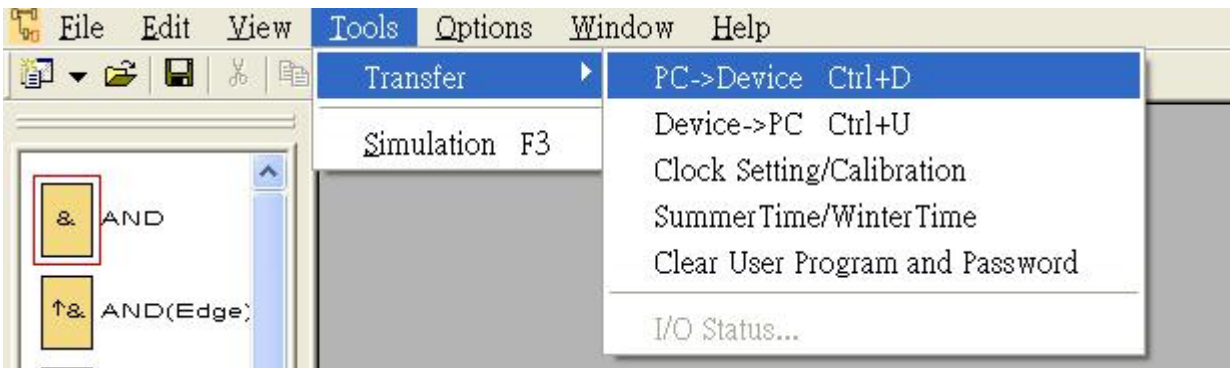 File Edit View Tools Options Window Help
Transfer
Simulation F3
PC->Device Ctrl+D
Device->PC Ctrl+U
Clock Setting/Calibration
SummerTime/WinterTime
Clear User Program and Password
I/O Status...
& AND
↑& AND(Edge)